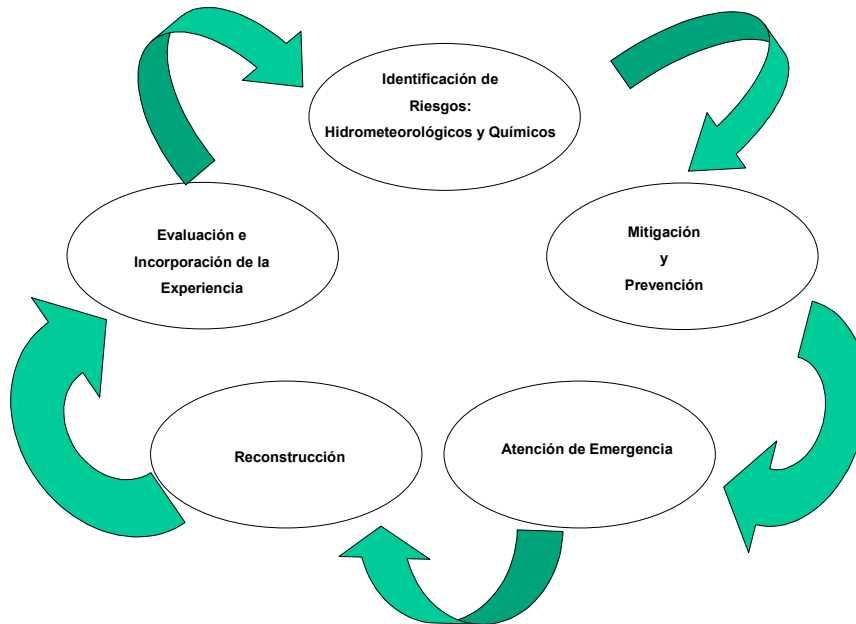 Identificación de
Riesgos:
Hidrometeorológicos y Químicos
Evaluación e
Incorporación de la
Experiencia
Mitigación
y
Prevención
Reconstrucción
Atención de Emergencia